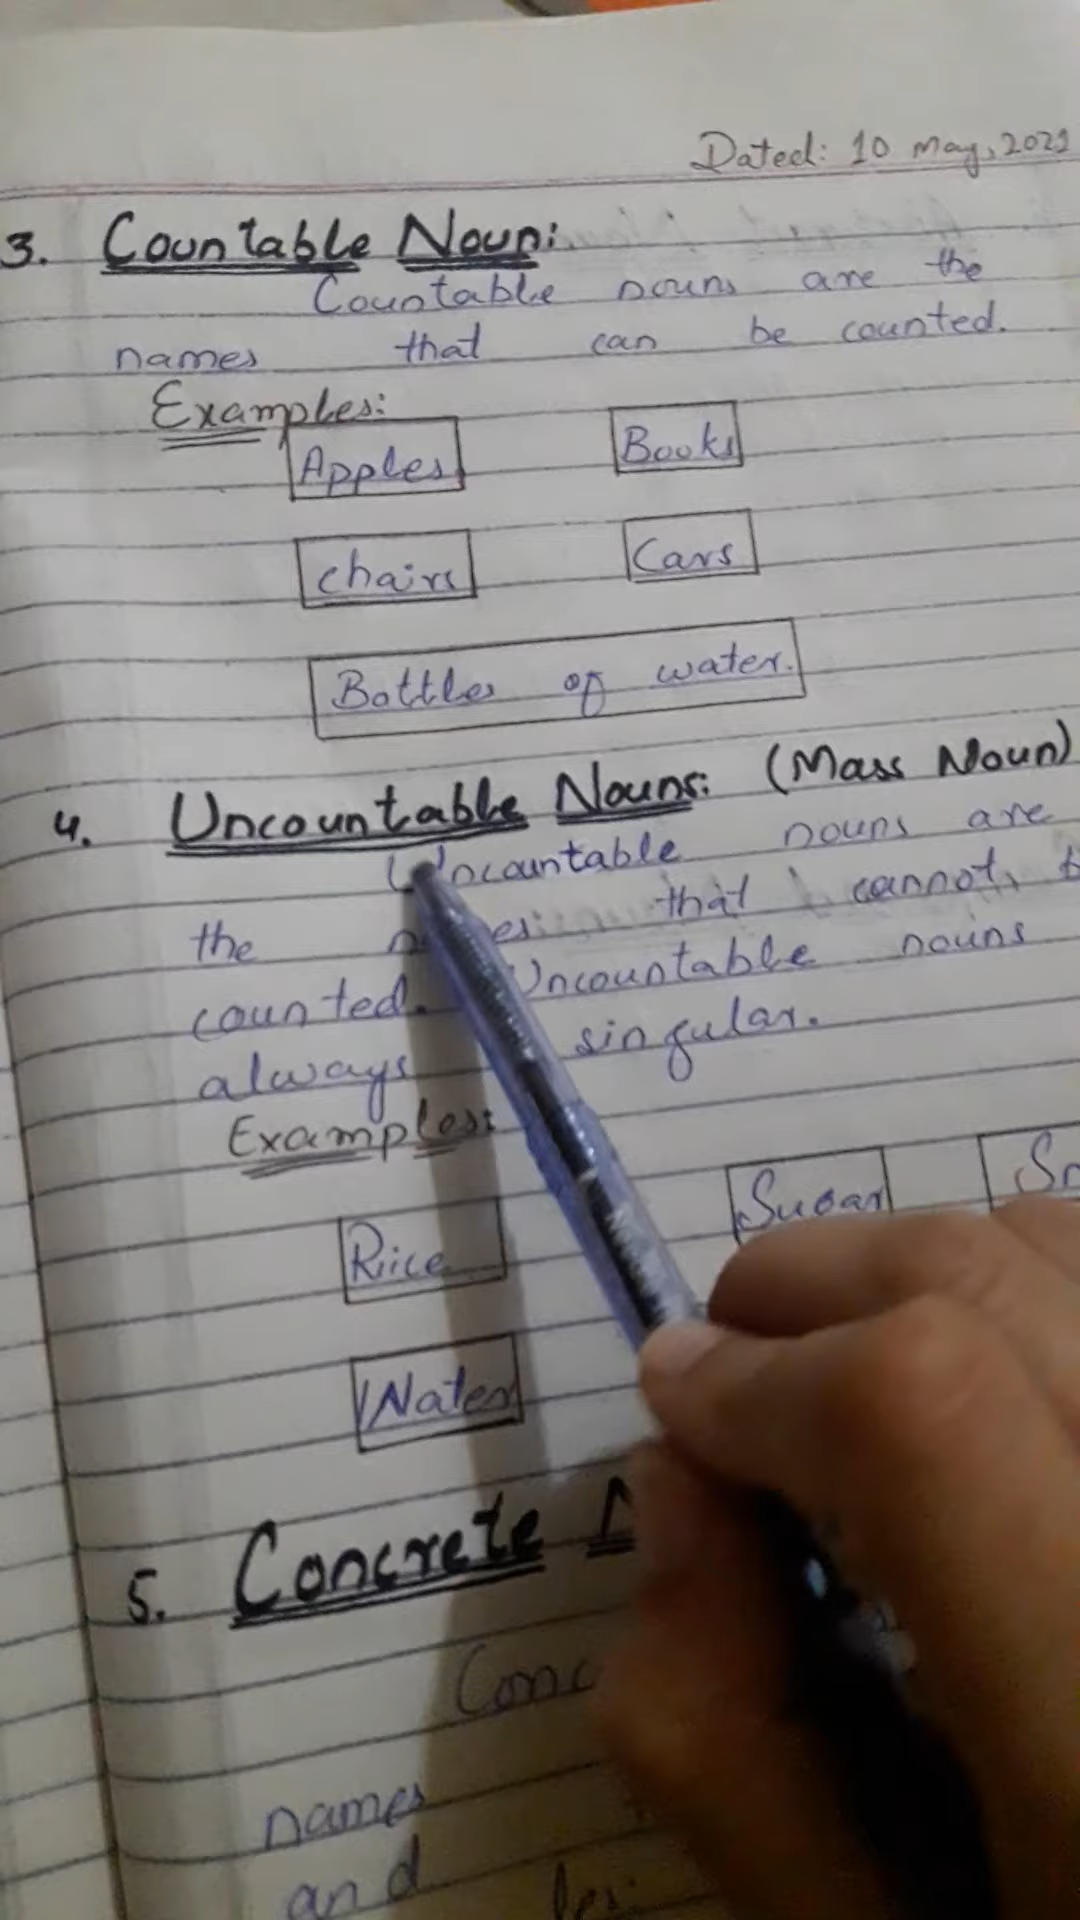 Dated: 10 may, 2021
3. Countable Noun:
Countable nouns are the
names that can be counted.
Examples:
Apples Books
chairs Cars
Bottles of water.
4. Uncountable Nouns: (Mass Noun)
Uncountable nouns are
the that cannot
counted. Uncountable nouns
always singular.
Examples:
Rice Sugar
Water
5. Concrete
names
and